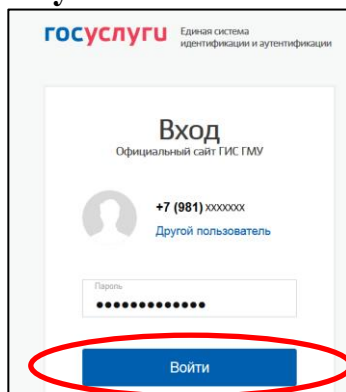 госуслуги
Единая система
идентификации и аутентификации
Вход
Официальный сайт ГИС ГМУ
+7 (981) xxxxxxx
Другой пользователь
Пароль
•••••••••••••
Войти